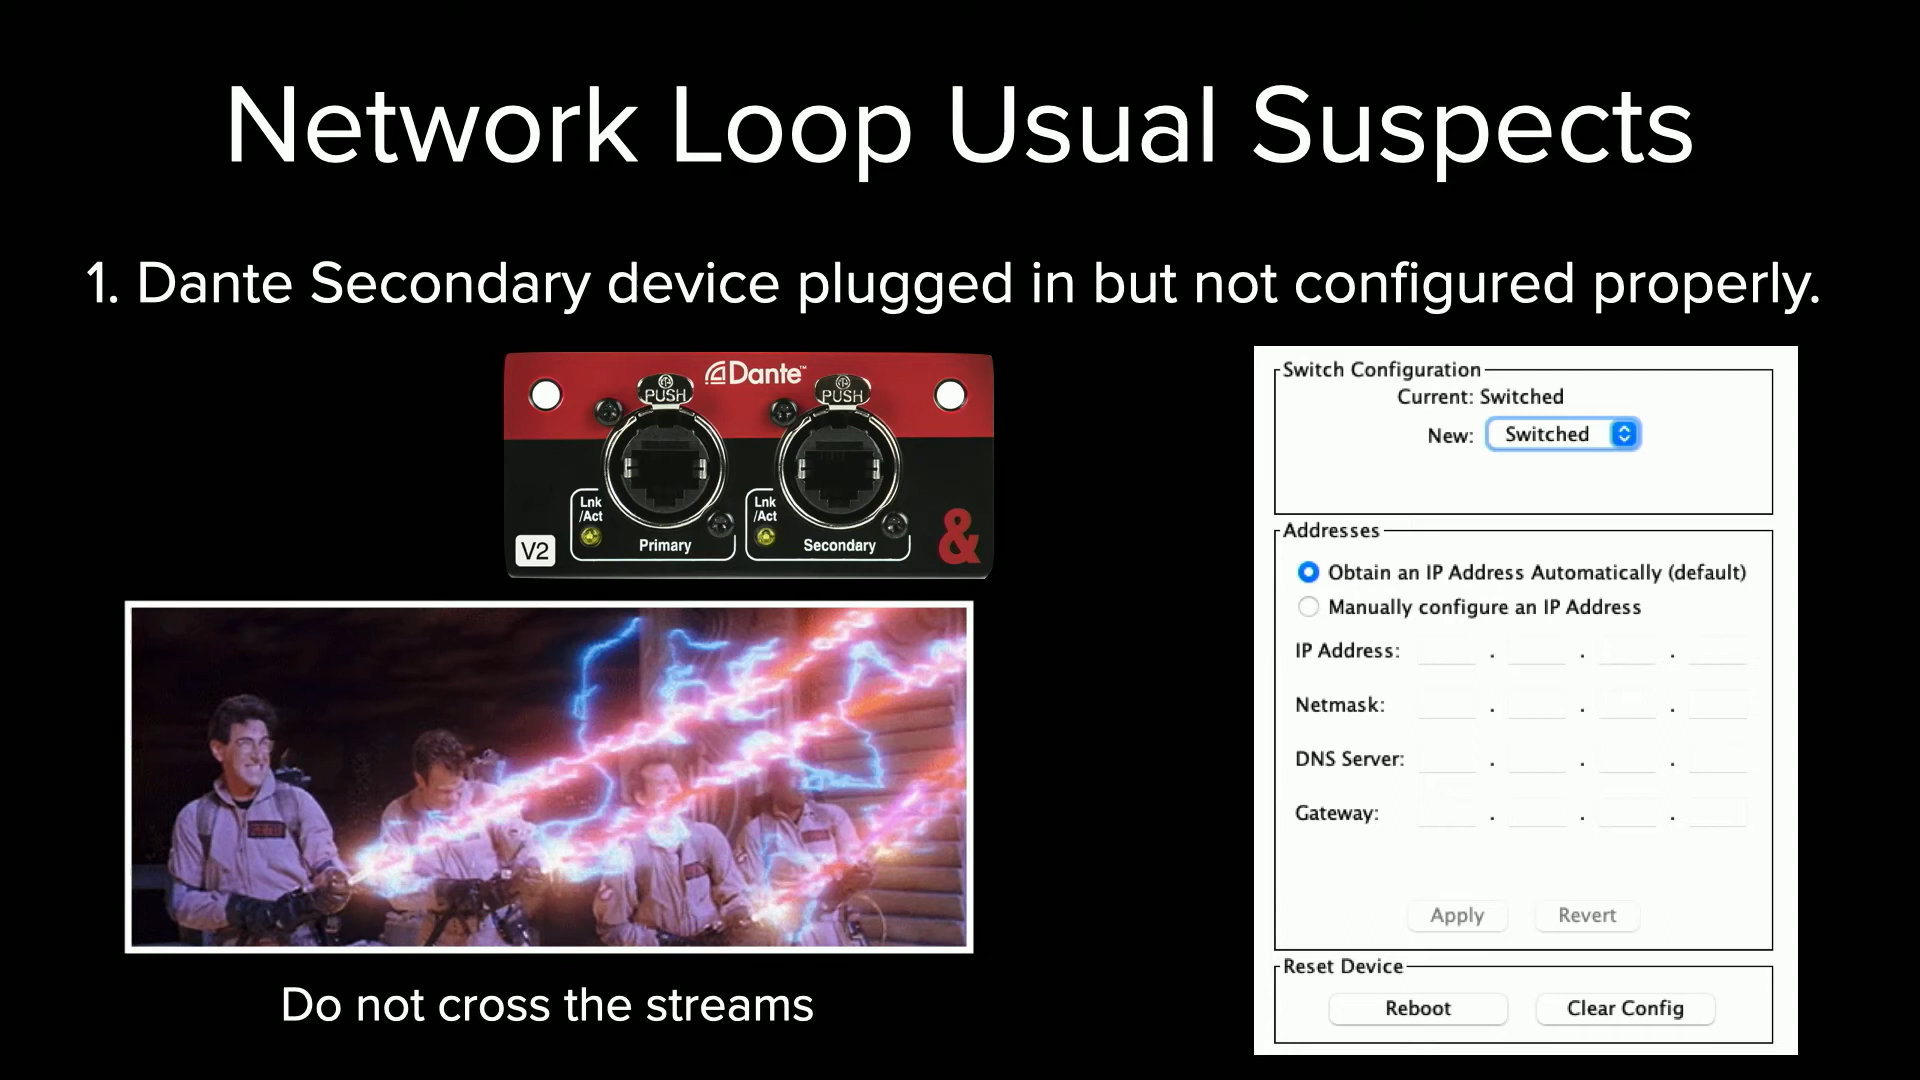 Network Loop Usual Suspects
1. Dante Secondary device plugged in but not configured properly.
Dante™
PUSH
PUSH
Lnk
/Act
Primary
Lnk
/Act
Secondary
V2
&
Do not cross the streams
Switch Configuration
Current: Switched
New: Switched
Addresses
Obtain an IP Address Automatically (default)
Manually configure an IP Address
IP Address: . . .
Netmask: . . .
DNS Server: . . .
Gateway: . . .
Apply Revert
Reset Device
Reboot Clear Config